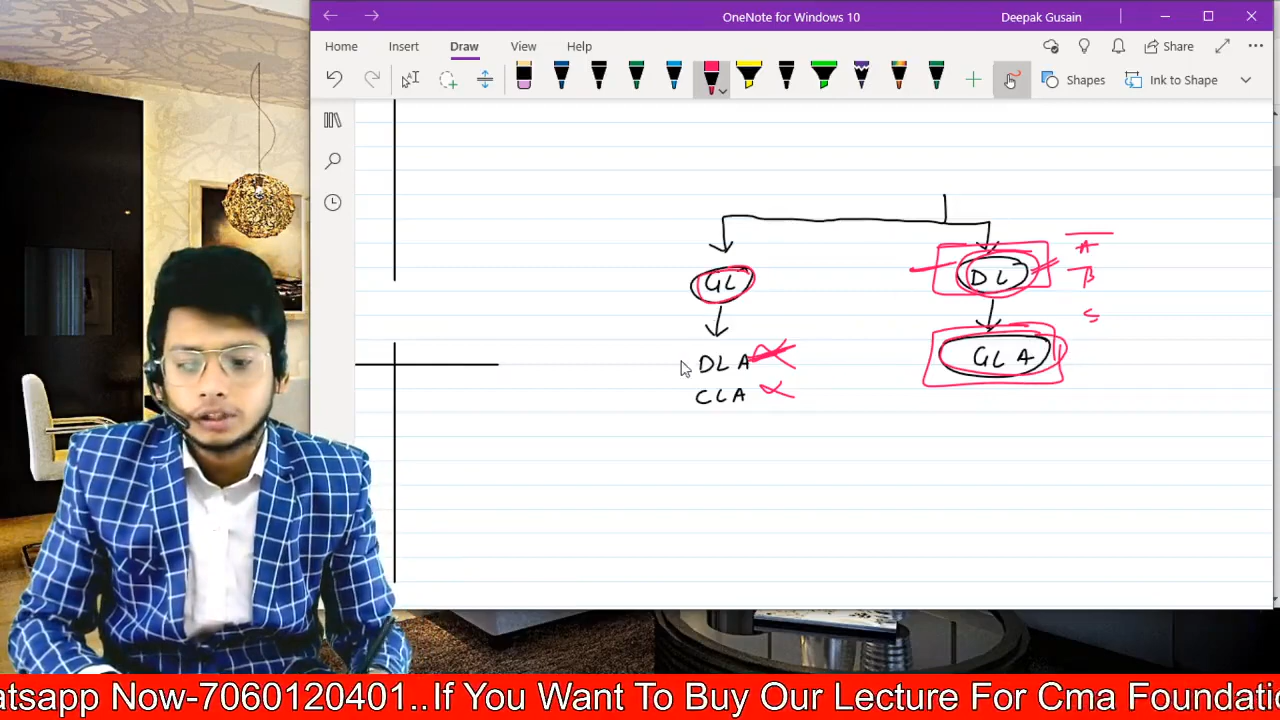 OneNote for Windows 10
Deepak Gusain
Home Insert Draw View Help
Share
Shapes
Ink to Shape
GL
DL
A
B
S
DLA
CLA
GLA
atsapp Now-7060120401..If You Want To Buy Our Lecture For Cma Foundatio